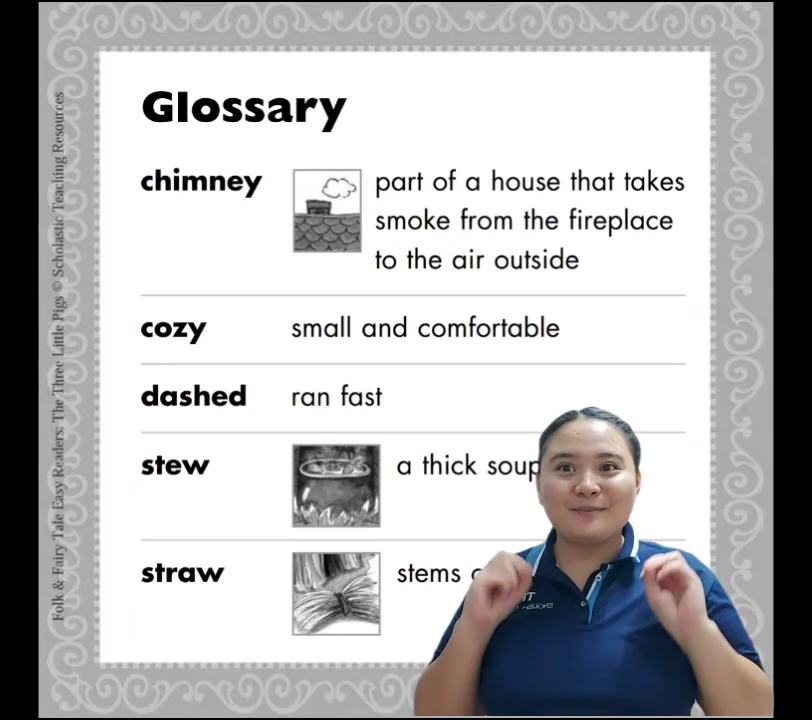 Glossary
chimney part of a house that takes
smoke from the fireplace
to the air outside
cozy small and comfortable
dashed ran fast
stew a thick soup
straw stems
Folk & Fairy Tale Easy Readers: The Three Little Pigs © Scholastic Teaching Resources